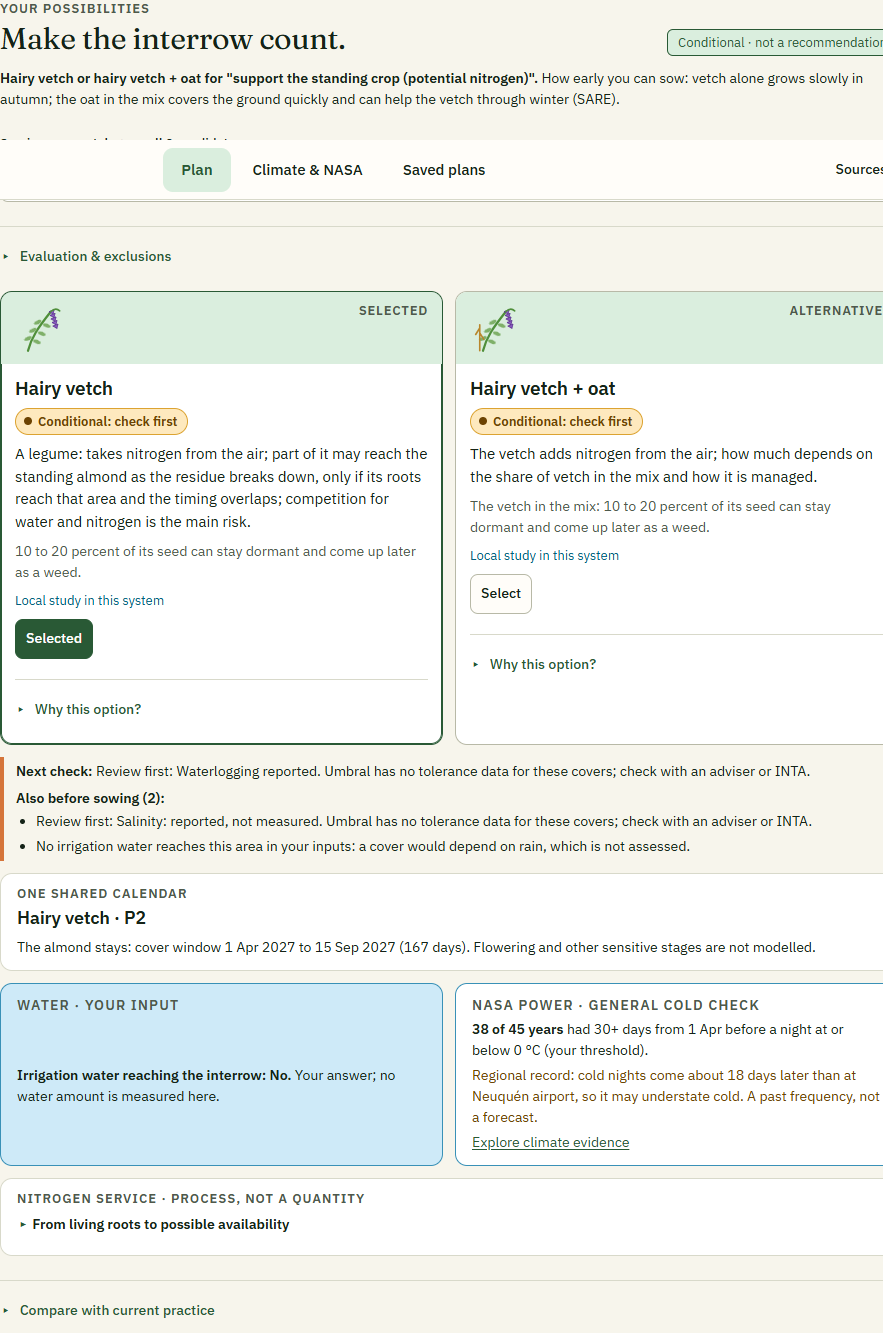 YOUR POSSIBILITIES
Make the interrow count.
Conditional · not a recommendation
Hairy vetch or hairy vetch + oat for "support the standing crop (potential nitrogen)". How early you can sow: vetch alone grows slowly in
autumn; the oat in the mix covers the ground quickly and can help the vetch through winter (SARE).
Plan
Climate & NASA
Saved plans
Sources
Evaluation & exclusions
SELECTED
Hairy vetch
Conditional: check first
A legume: takes nitrogen from the air; part of it may reach the
standing almond as the residue breaks down, only if its roots
reach that area and the timing overlaps; competition for
water and nitrogen is the main risk.
10 to 20 percent of its seed can stay dormant and come up later
as a weed.
Local study in this system
Selected
Why this option?
ALTERNATIVE
Hairy vetch + oat
Conditional: check first
The vetch adds nitrogen from the air; how much depends on
the share of vetch in the mix and how it is managed.
The vetch in the mix: 10 to 20 percent of its seed can stay
dormant and come up later as a weed.
Local study in this system
Select
Why this option?
Next check: Review first: Waterlogging reported. Umbral has no tolerance data for these covers; check with an adviser or INTA.
Also before sowing (2):
Review first: Salinity: reported, not measured. Umbral has no tolerance data for these covers; check with an adviser or INTA.
No irrigation water reaches this area in your inputs: a cover would depend on rain, which is not assessed.
ONE SHARED CALENDAR
Hairy vetch · P2
The almond stays: cover window 1 Apr 2027 to 15 Sep 2027 (167 days). Flowering and other sensitive stages are not modelled.
WATER · YOUR INPUT
Irrigation water reaching the interrow: No. Your answer; no
water amount is measured here.
NASA POWER · GENERAL COLD CHECK
38 of 45 years had 30+ days from 1 Apr before a night at or
below 0 °C (your threshold).
Regional record: cold nights come about 18 days later than at
Neuquén airport, so it may understate cold. A past frequency, not
a forecast.
Explore climate evidence
NITROGEN SERVICE · PROCESS, NOT A QUANTITY
From living roots to possible availability
Compare with current practice